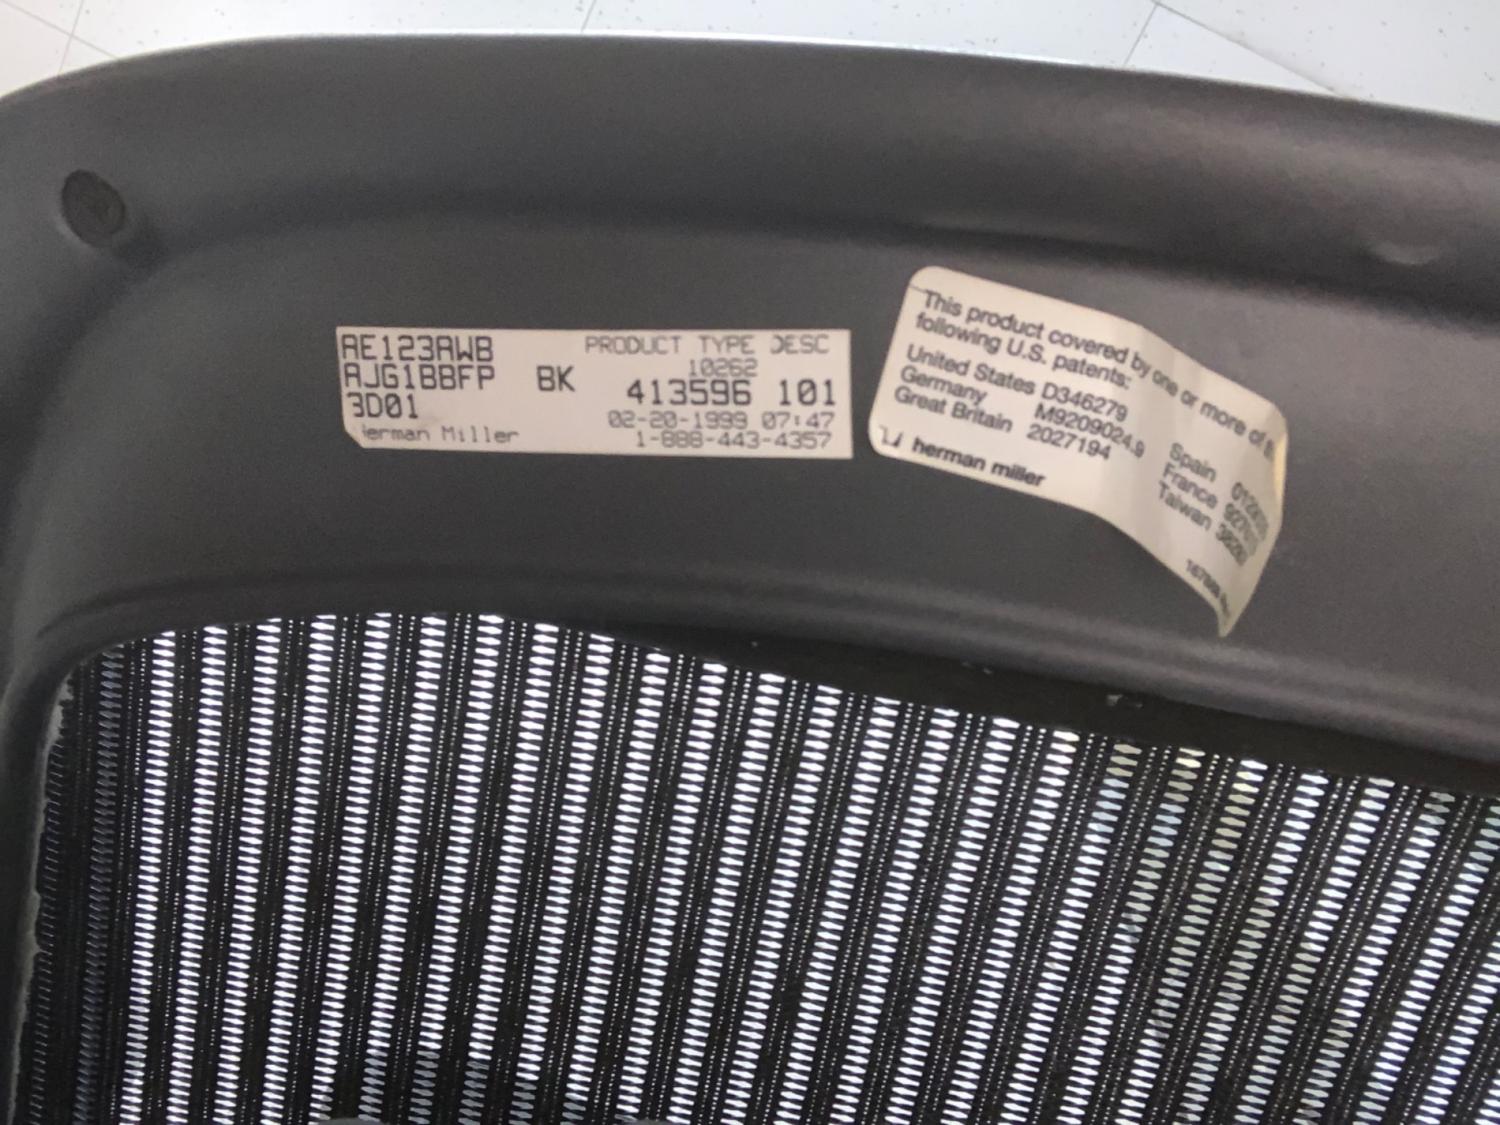 AE123AWB
AJG1BBFP BK
3D01
Herman Miller
PRODUCT TYPE DESC
10262
413596 101
02-20-1999 07:47
1-888-443-4357
This product covered by one or more of
following U.S. patents:
United States D346279
Germany M9209024.9
Great Britain 2027194
Spain
France
Taiwan
herman miller